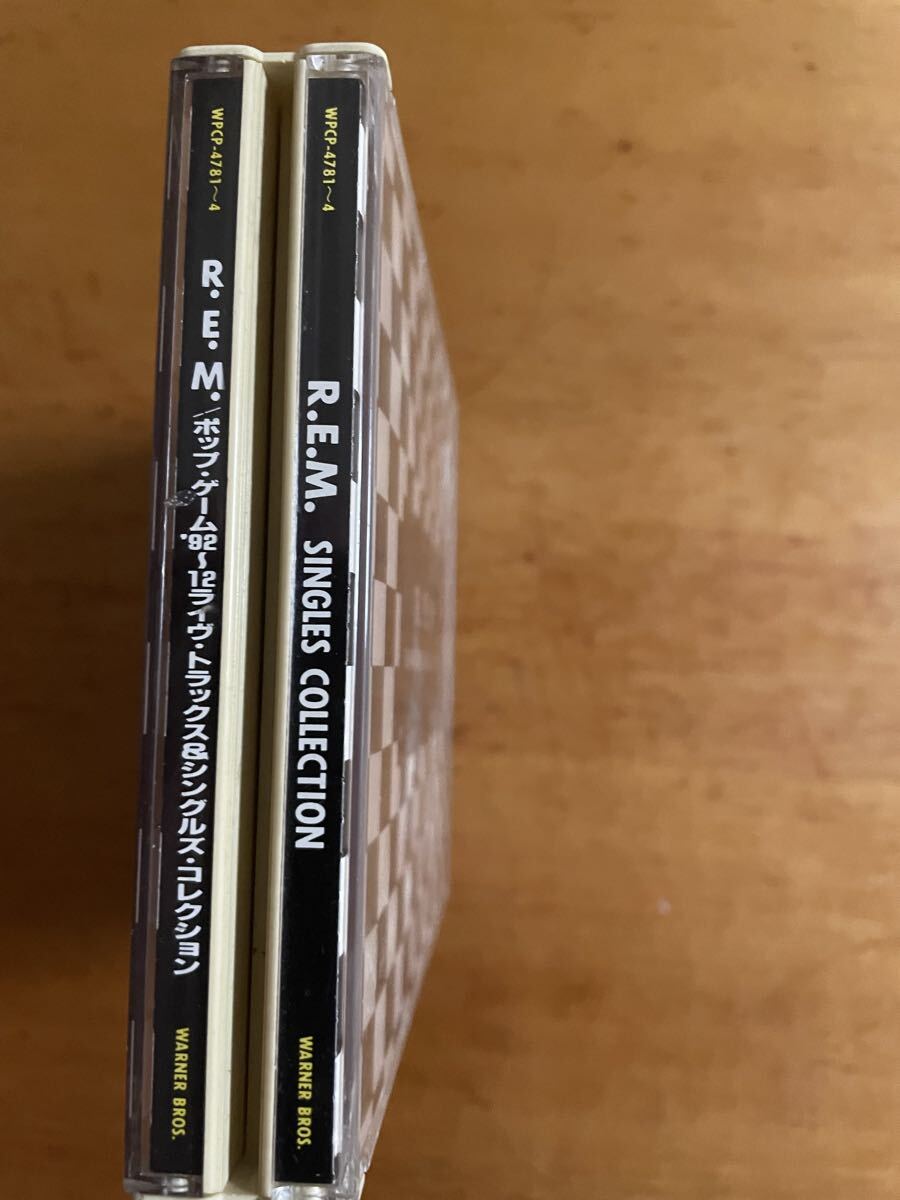 WPCP-4781〜4
R.E.M./ポップ・ゲーム'92〜12ライヴ・トラックス&シングルズ・コレクション
WARNER BROS.
WPCP-4781〜4
R.E.M. SINGLES COLLECTION
WARNER BROS.